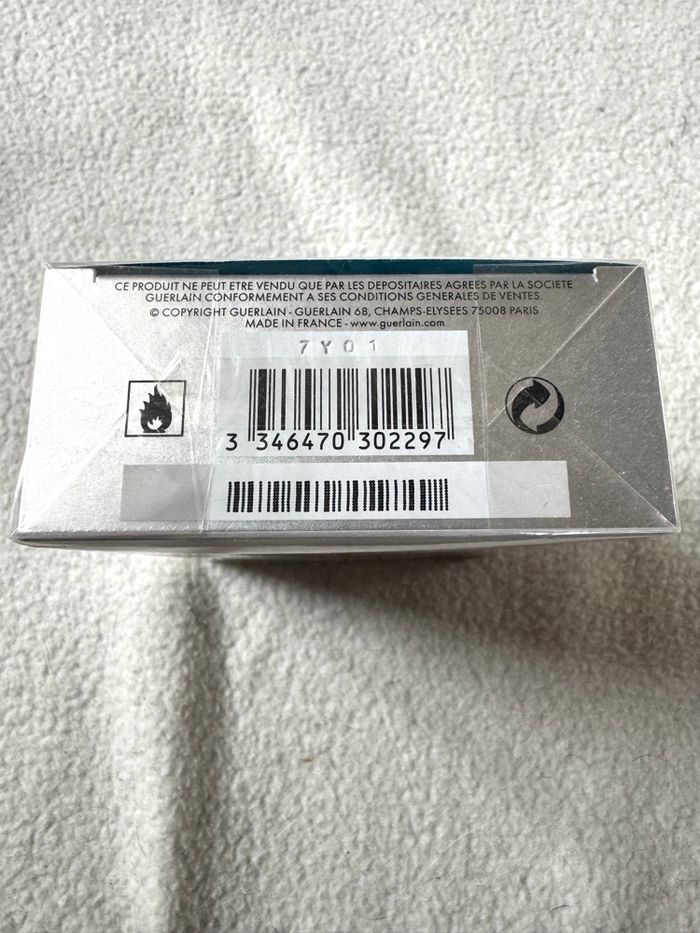 CE PRODUIT NE PEUT ETRE VENDU QUE PAR LES DEPOSITAIRES AGREES PAR LA SOCIETE
GUERLAIN CONFORMEMENT A SES CONDITIONS GENERALES DE VENTES.
© COPYRIGHT GUERLAIN - GUERLAIN 68, CHAMPS-ELYSEES 75008 PARIS
MADE IN FRANCE - www.guerlain.com
7Y01
3 346470 302297